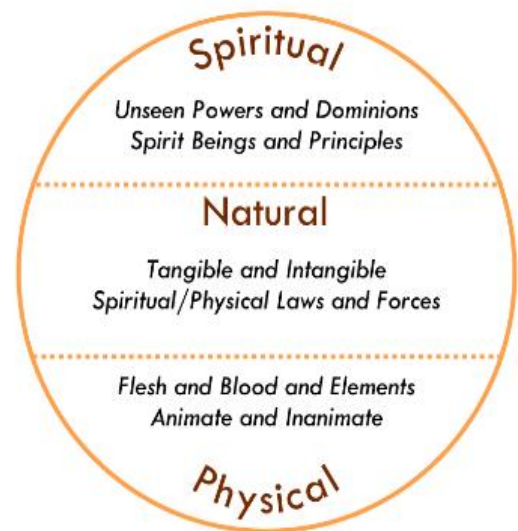 Spiritual
Unseen Powers and Dominions
Spirit Beings and Principles
Natural
Tangible and Intangible
Spiritual/Physical Laws and Forces
Flesh and Blood and Elements
Animate and Inanimate
Physical